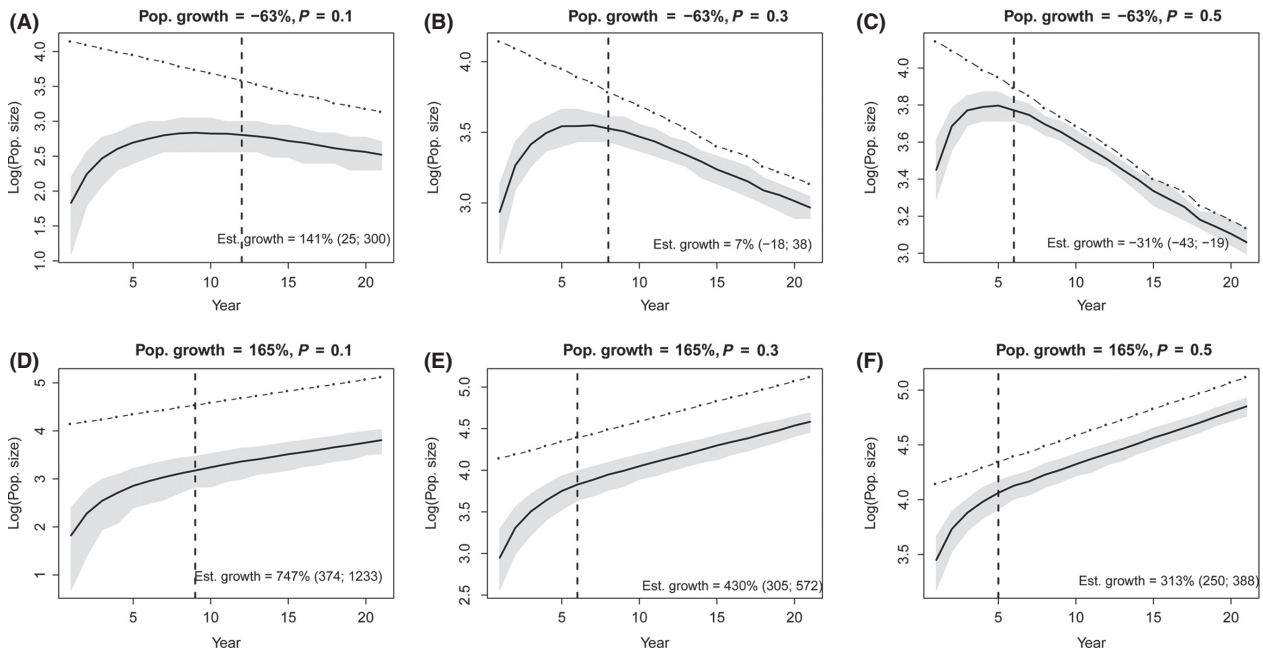 (A) Pop. growth = −63%, P = 0.1
Log(Pop. size)
4.0
3.5
3.0
2.5
2.0
1.5
1.0
Est. growth = 141% (25; 300)
5 10 15 20
Year
(B) Pop. growth = −63%, P = 0.3
Log(Pop. size)
4.0
3.5
3.0
Est. growth = 7% (−18; 38)
5 10 15 20
Year
(C) Pop. growth = −63%, P = 0.5
Log(Pop. size)
4.0
3.8
3.6
3.4
3.2
3.0
Est. growth = −31% (−43; −19)
5 10 15 20
Year
(D) Pop. growth = 165%, P = 0.1
Log(Pop. size)
5
4
3
2
1
Est. growth = 747% (374; 1233)
5 10 15 20
Year
(E) Pop. growth = 165%, P = 0.3
Log(Pop. size)
5.0
4.5
4.0
3.5
3.0
2.5
Est. growth = 430% (305; 572)
5 10 15 20
Year
(F) Pop. growth = 165%, P = 0.5
Log(Pop. size)
5.0
4.5
4.0
3.5
Est. growth = 313% (250; 388)
5 10 15 20
Year